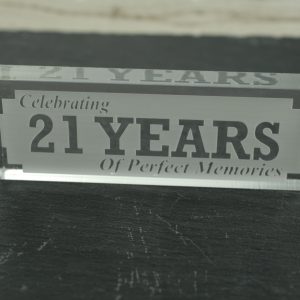 Celebrating
21 YEARS
Of Perfect Memories